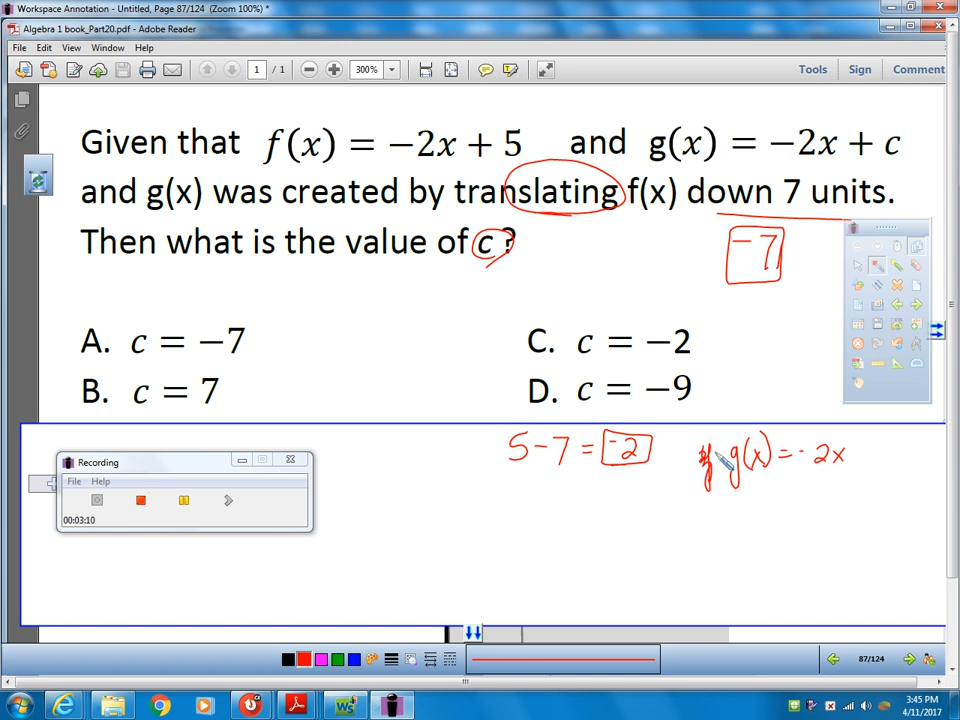 Workspace Annotation - Untitled, Page 87/124 (Zoom 100%) *
Algebra 1 book_Part20.pdf - Adobe Reader
File Edit View Window Help
1 / 1 300% Tools Sign Comment
Given that f(x) = −2x + 5 and g(x) = −2x + c
and g(x) was created by translating f(x) down 7 units.
Then what is the value of c ?
−7
A. c = −7 C. c = −2
B. c = 7 D. c = −9
5 − 7 = −2 g(x) = -2x
Recording
File Help
00:03:10
87/124
3:45 PM
4/11/2017